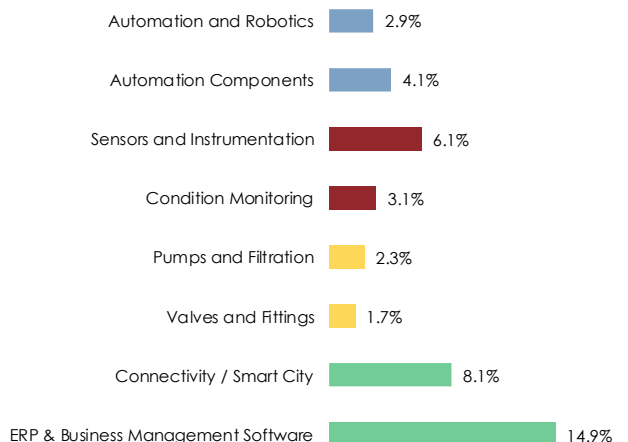 Automation and Robotics 2.9%
Automation Components 4.1%
Sensors and Instrumentation 6.1%
Condition Monitoring 3.1%
Pumps and Filtration 2.3%
Valves and Fittings 1.7%
Connectivity / Smart City 8.1%
ERP & Business Management Software 14.9%